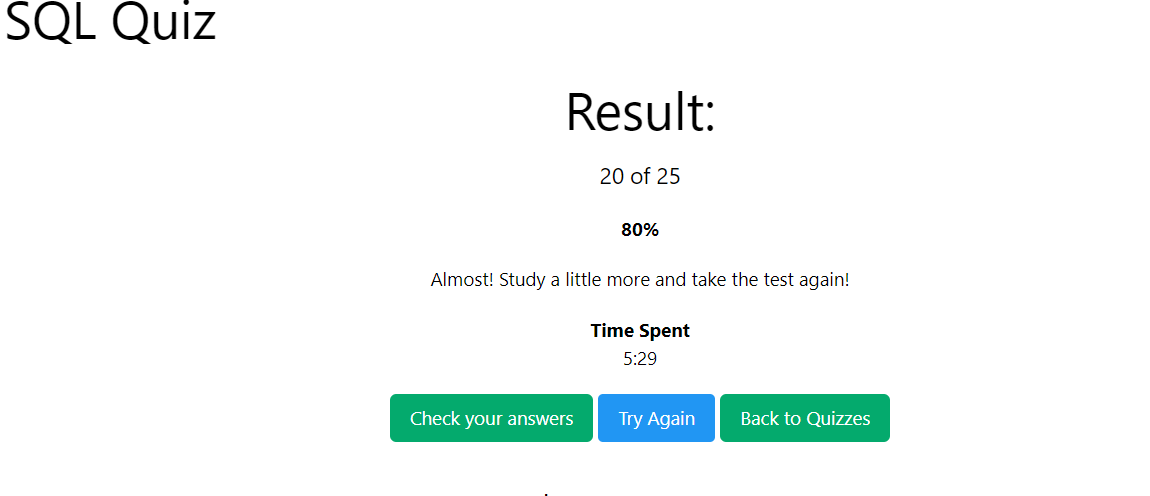 SQL Quiz
Result:
20 of 25
80%
Almost! Study a little more and take the test again!
Time Spent
5:29
Check your answers
Try Again
Back to Quizzes